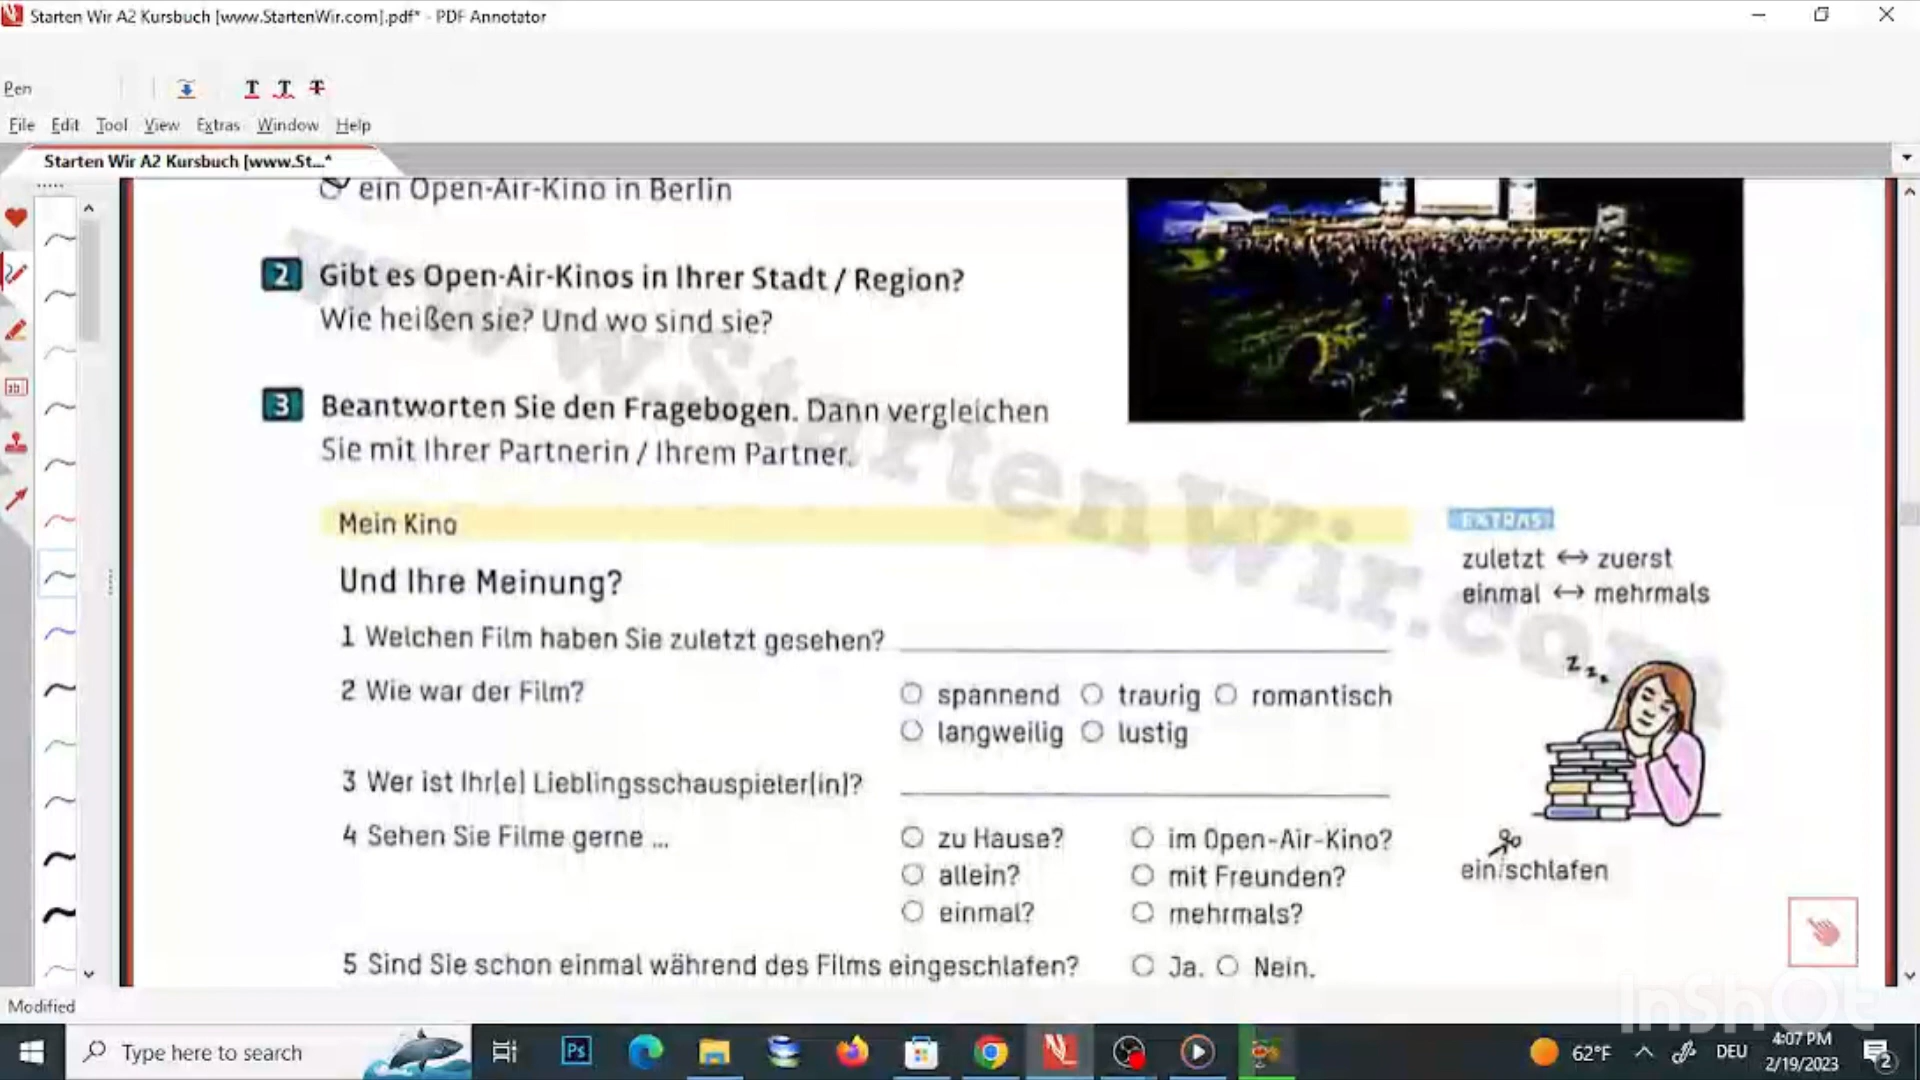 Starten Wir A2 Kursbuch [www.StartenWir.com].pdf* - PDF Annotator
Pen
T T T
File Edit Tool View Extras Window Help
Starten Wir A2 Kursbuch [www.St...*
ein Open-Air-Kino in Berlin
2 Gibt es Open-Air-Kinos in Ihrer Stadt / Region?
Wie heißen sie? Und wo sind sie?
3 Beantworten Sie den Fragebogen. Dann vergleichen
Sie mit Ihrer Partnerin / Ihrem Partner.
Mein Kino
Und Ihre Meinung?
1 Welchen Film haben Sie zuletzt gesehen?
2 Wie war der Film?
spannend traurig romantisch
langweilig lustig
3 Wer ist Ihr(e) Lieblingsschauspieler(in)?
4 Sehen Sie Filme gerne ...
zu Hause? im Open-Air-Kino?
allein? mit Freunden?
einmal? mehrmals?
5 Sind Sie schon einmal während des Films eingeschlafen? Ja. Nein.
EXTRAS
zuletzt ↔ zuerst
einmal ↔ mehrmals
z z z
ein/schlafen
www.StartenWir.com
Modified
InShOt
Type here to search
Ps
62°F
DEU
4:07 PM
2/19/2023
2